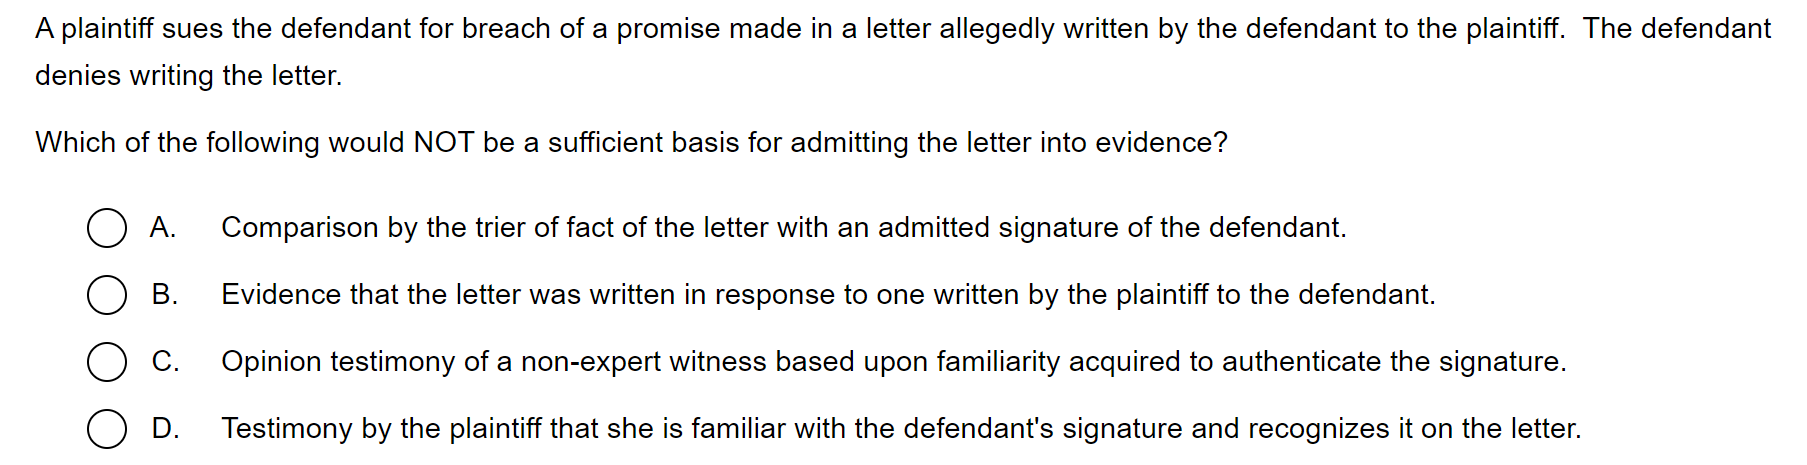 A plaintiff sues the defendant for breach of a promise made in a letter allegedly written by the defendant to the plaintiff.  The defendant
denies writing the letter.
Which of the following would NOT be a sufficient basis for admitting the letter into evidence?
A. Comparison by the trier of fact of the letter with an admitted signature of the defendant.
B. Evidence that the letter was written in response to one written by the plaintiff to the defendant.
C. Opinion testimony of a non-expert witness based upon familiarity acquired to authenticate the signature.
D. Testimony by the plaintiff that she is familiar with the defendant's signature and recognizes it on the letter.